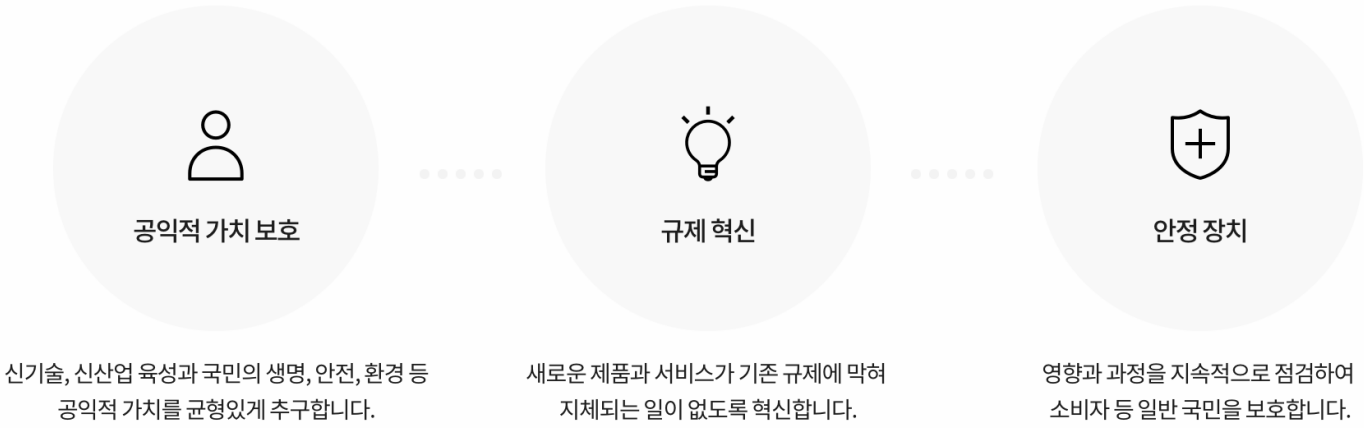 공익적 가치 보호
규제 혁신
안정 장치
신기술, 신산업 육성과 국민의 생명, 안전, 환경 등
공익적 가치를 균형있게 추구합니다.
새로운 제품과 서비스가 기존 규제에 막혀
지체되는 일이 없도록 혁신합니다.
영향과 과정을 지속적으로 점검하여
소비자 등 일반 국민을 보호합니다.